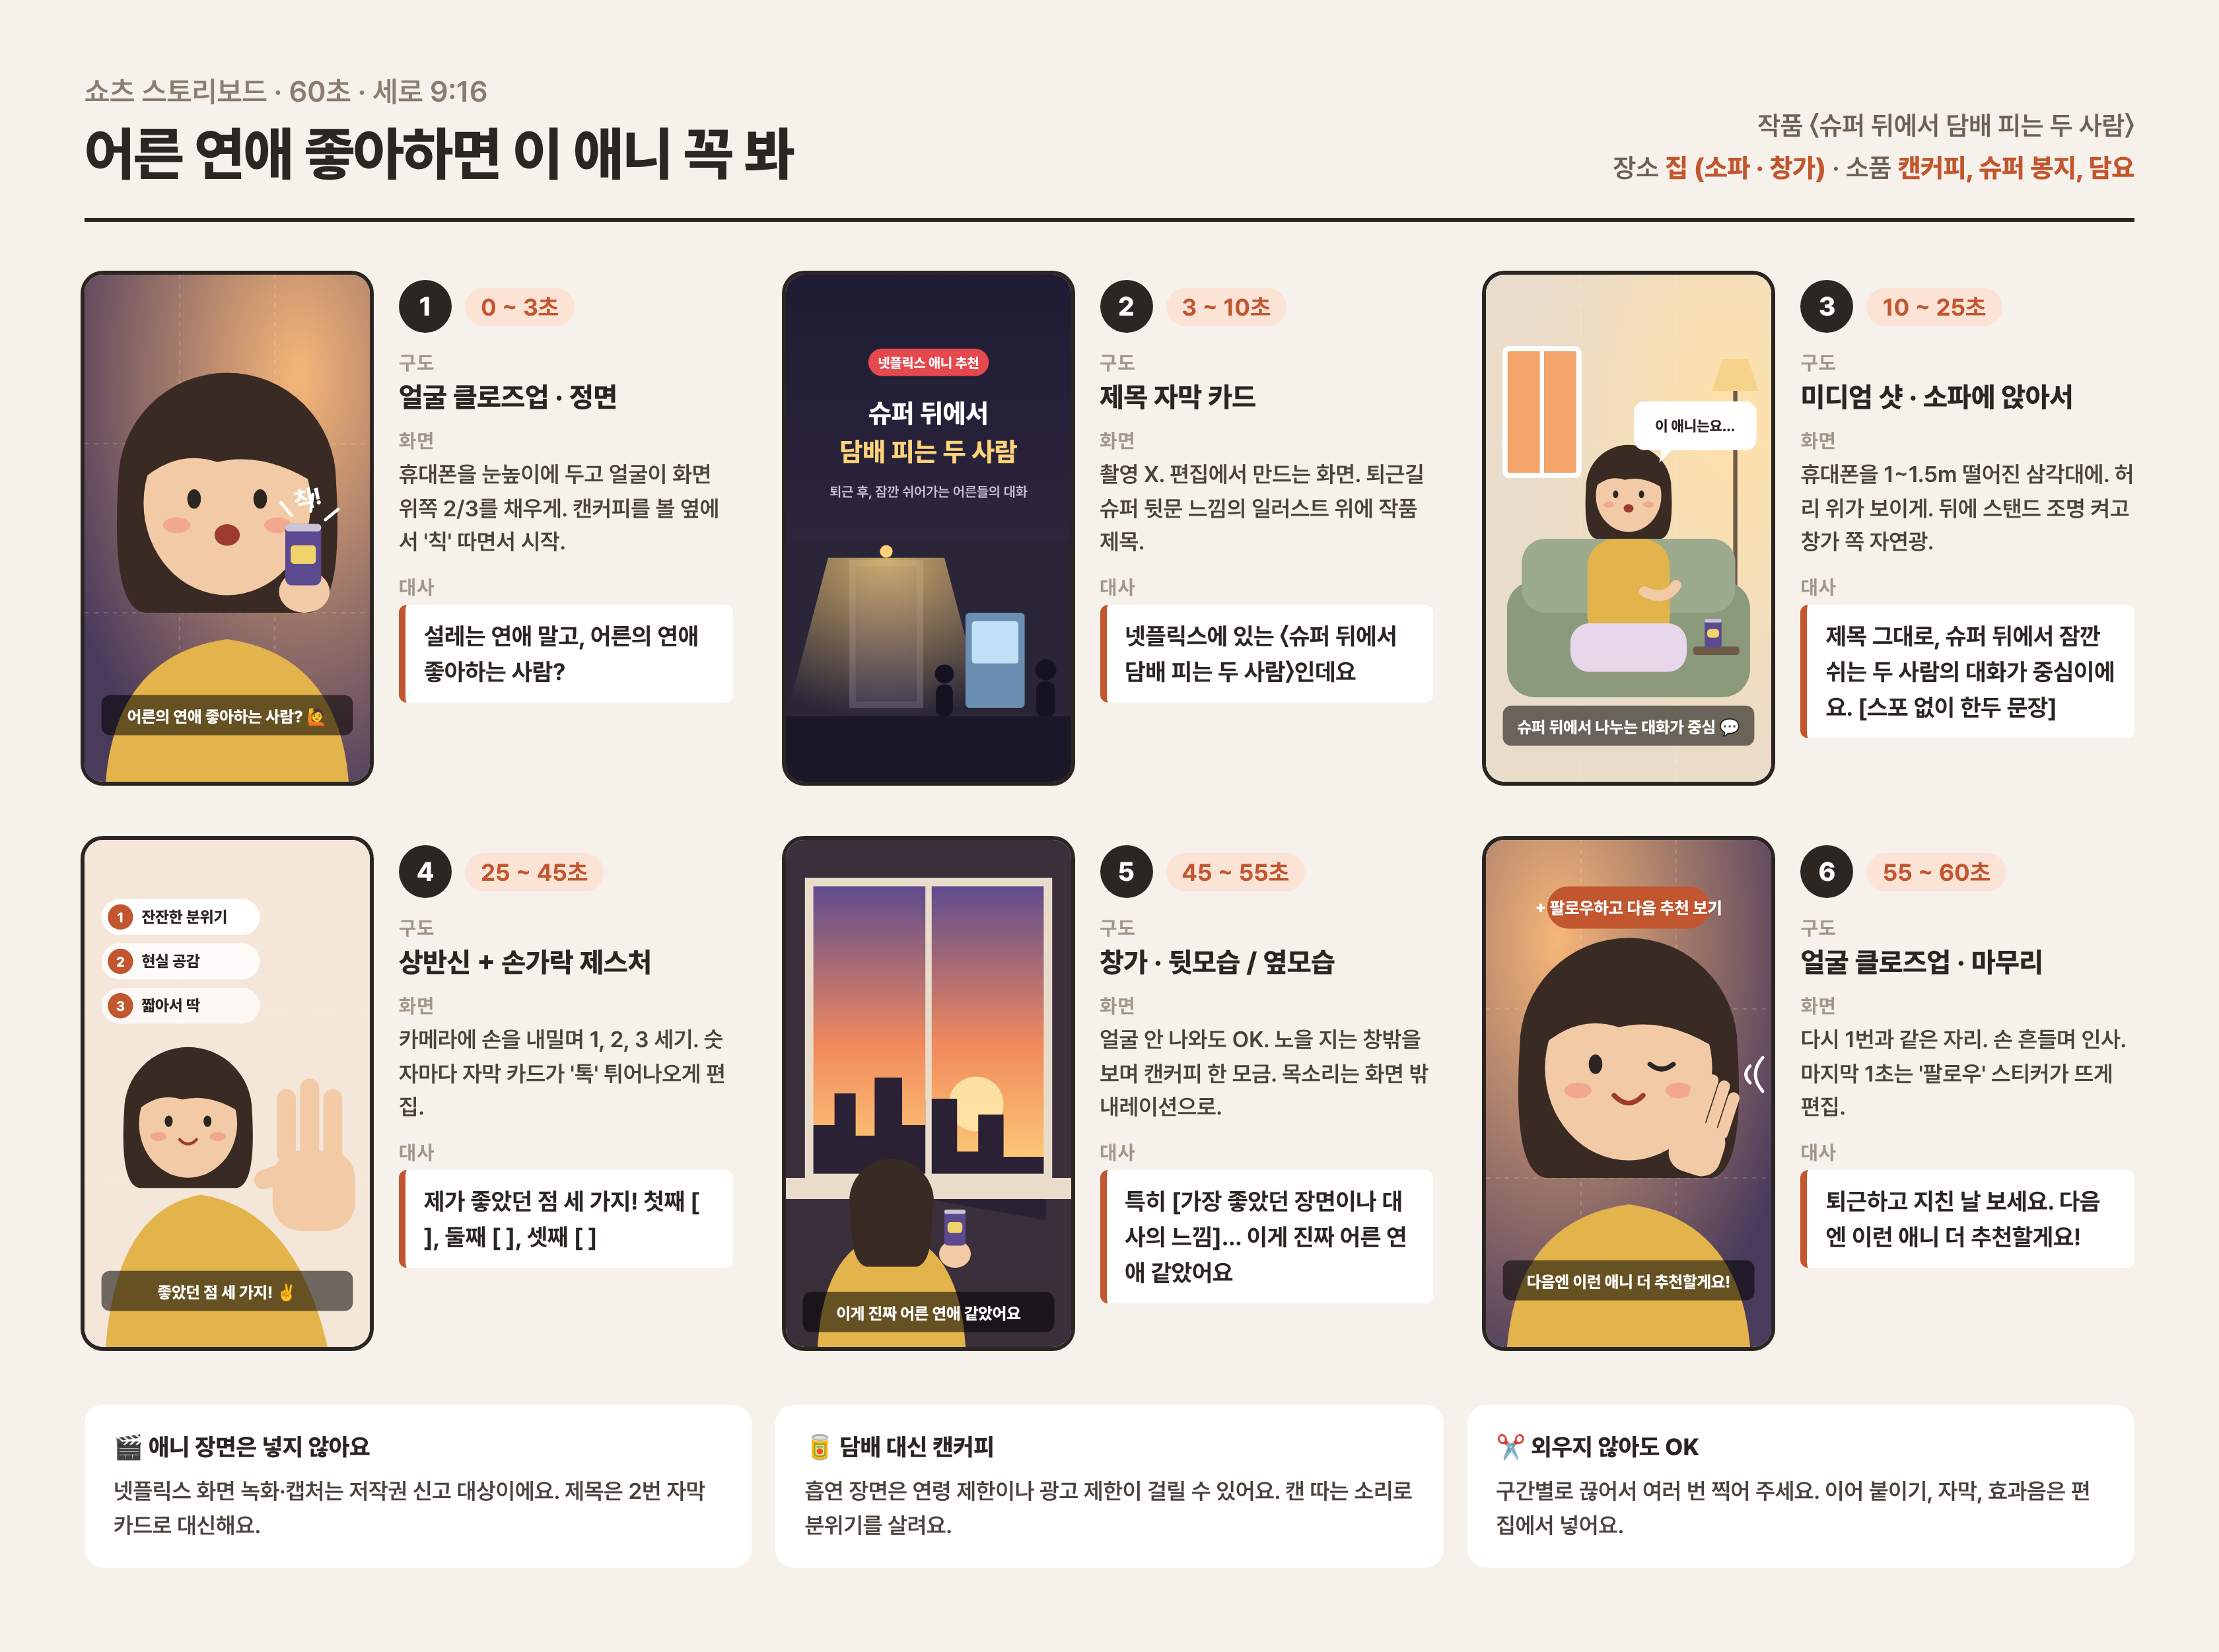 쇼츠 스토리보드 · 60초 · 세로 9:16
어른 연애 좋아하면 이 애니 꼭 봐
작품 〈슈퍼 뒤에서 담배 피는 두 사람〉
장소 집 (소파 · 창가) · 소품 캔커피, 슈퍼 봉지, 담요
칙!
어른의 연애 좋아하는 사람? 🙋
1
0 ~ 3초
구도
얼굴 클로즈업 · 정면
화면
휴대폰을 눈높이에 두고 얼굴이 화면
위쪽 2/3를 채우게. 캔커피를 볼 옆에
서 '칙' 따면서 시작.
대사
설레는 연애 말고, 어른의 연애
좋아하는 사람?
넷플릭스 애니 추천
슈퍼 뒤에서
담배 피는 두 사람
퇴근 후, 잠깐 쉬어가는 어른들의 대화
2
3 ~ 10초
구도
제목 자막 카드
화면
촬영 X. 편집에서 만드는 화면. 퇴근길
슈퍼 뒷문 느낌의 일러스트 위에 작품
제목.
대사
넷플릭스에 있는 〈슈퍼 뒤에서
담배 피는 두 사람〉인데요
이 애니는요...
슈퍼 뒤에서 나누는 대화가 중심 💬
3
10 ~ 25초
구도
미디엄 샷 · 소파에 앉아서
화면
휴대폰을 1~1.5m 떨어진 삼각대에. 허
리 위가 보이게. 뒤에 스탠드 조명 켜고
창가 쪽 자연광.
대사
제목 그대로, 슈퍼 뒤에서 잠깐
쉬는 두 사람의 대화가 중심이에
요. [스포 없이 한두 문장]
1 잔잔한 분위기
2 현실 공감
3 짧아서 딱
좋았던 점 세 가지! ✌️
4
25 ~ 45초
구도
상반신 + 손가락 제스처
화면
카메라에 손을 내밀며 1, 2, 3 세기. 숫
자마다 자막 카드가 '톡' 튀어나오게 편
집.
대사
제가 좋았던 점 세 가지! 첫째 [
], 둘째 [ ], 셋째 [ ]
이게 진짜 어른 연애 같았어요
5
45 ~ 55초
구도
창가 · 뒷모습 / 옆모습
화면
얼굴 안 나와도 OK. 노을 지는 창밖을
보며 캔커피 한 모금. 목소리는 화면 밖
내레이션으로.
대사
특히 [가장 좋았던 장면이나 대
사의 느낌]... 이게 진짜 어른 연
애 같았어요
+ 팔로우하고 다음 추천 보기
다음엔 이런 애니 더 추천할게요!
6
55 ~ 60초
구도
얼굴 클로즈업 · 마무리
화면
다시 1번과 같은 자리. 손 흔들며 인사.
마지막 1초는 '팔로우' 스티커가 뜨게
편집.
대사
퇴근하고 지친 날 보세요. 다음
엔 이런 애니 더 추천할게요!
🎬 애니 장면은 넣지 않아요
넷플릭스 화면 녹화·캡처는 저작권 신고 대상이에요. 제목은 2번 자막
카드로 대신해요.
🥫 담배 대신 캔커피
흡연 장면은 연령 제한이나 광고 제한이 걸릴 수 있어요. 캔 따는 소리로
분위기를 살려요.
✂️ 외우지 않아도 OK
구간별로 끊어서 여러 번 찍어 주세요. 이어 붙이기, 자막, 효과음은 편
집에서 넣어요.